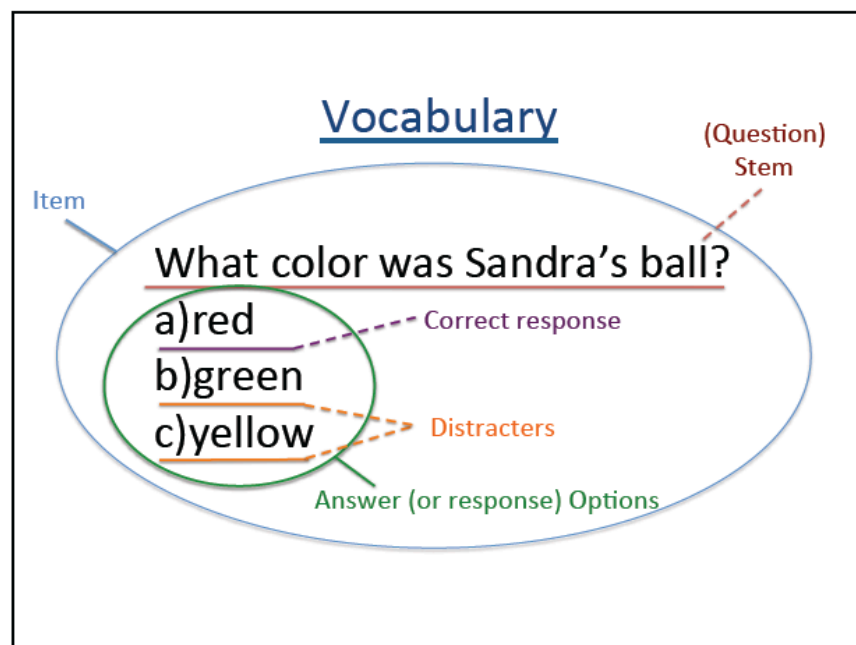 Vocabulary
(Question)
Stem
Item
What color was Sandra’s ball?
a)red
Correct response
b)green
c)yellow
Distracters
Answer (or response) Options